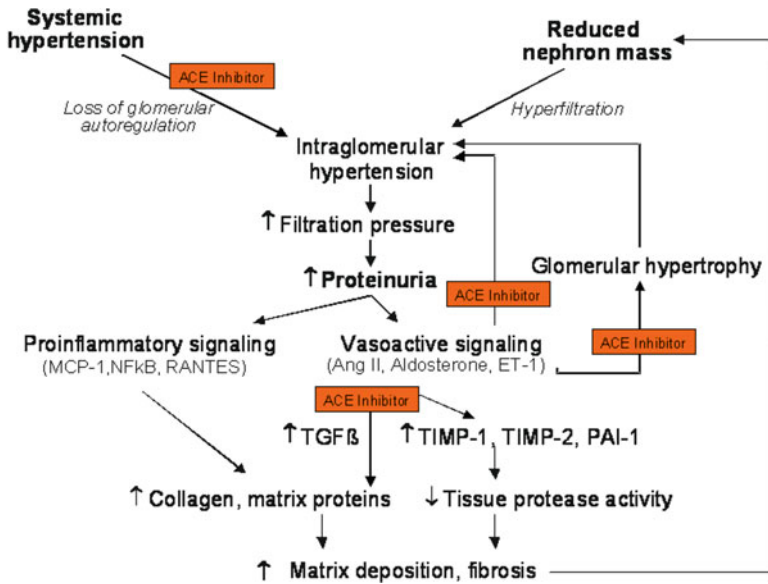 Systemic
hypertension
Reduced
nephron mass
ACE Inhibitor
Loss of glomerular
autoregulation
Hyperfiltration
Intraglomerular
hypertension
↑Filtration pressure
↑Proteinuria
Glomerular hypertrophy
ACE Inhibitor
ACE Inhibitor
Proinflammatory signaling
(MCP-1,NFkB, RANTES)
Vasoactive signaling
(Ang II, Aldosterone, ET-1)
ACE Inhibitor
↑TGFß
↑TIMP-1, TIMP-2, PAI-1
↑ Collagen, matrix proteins
↓ Tissue protease activity
↑ Matrix deposition, fibrosis